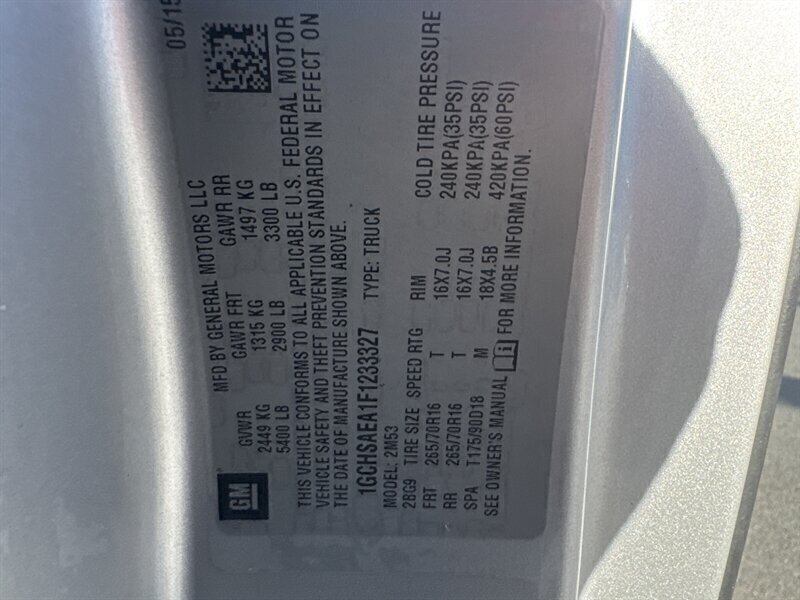 05/15
MFD BY GENERAL MOTORS LLC
GVWR GAWR FRT GAWR RR
2449 KG 1315 KG 1497 KG
5400 LB 2900 LB 3300 LB
THIS VEHICLE CONFORMS TO ALL APPLICABLE U.S. FEDERAL MOTOR
VEHICLE SAFETY AND THEFT PREVENTION STANDARDS IN EFFECT ON
THE DATE OF MANUFACTURE SHOWN ABOVE.
1GCHSAEA1F1233327 TYPE: TRUCK
MODEL: 2M53
2BG9 TIRE SIZE SPEED RTG RIM COLD TIRE PRESSURE
FRT 265/70R16 T 16X7.0J 240KPA(35PSI)
RR 265/70R16 T 16X7.0J 240KPA(35PSI)
SPA T175/90D18 M 18X4.5B 420KPA(60PSI)
SEE OWNER'S MANUAL FOR MORE INFORMATION.
GM